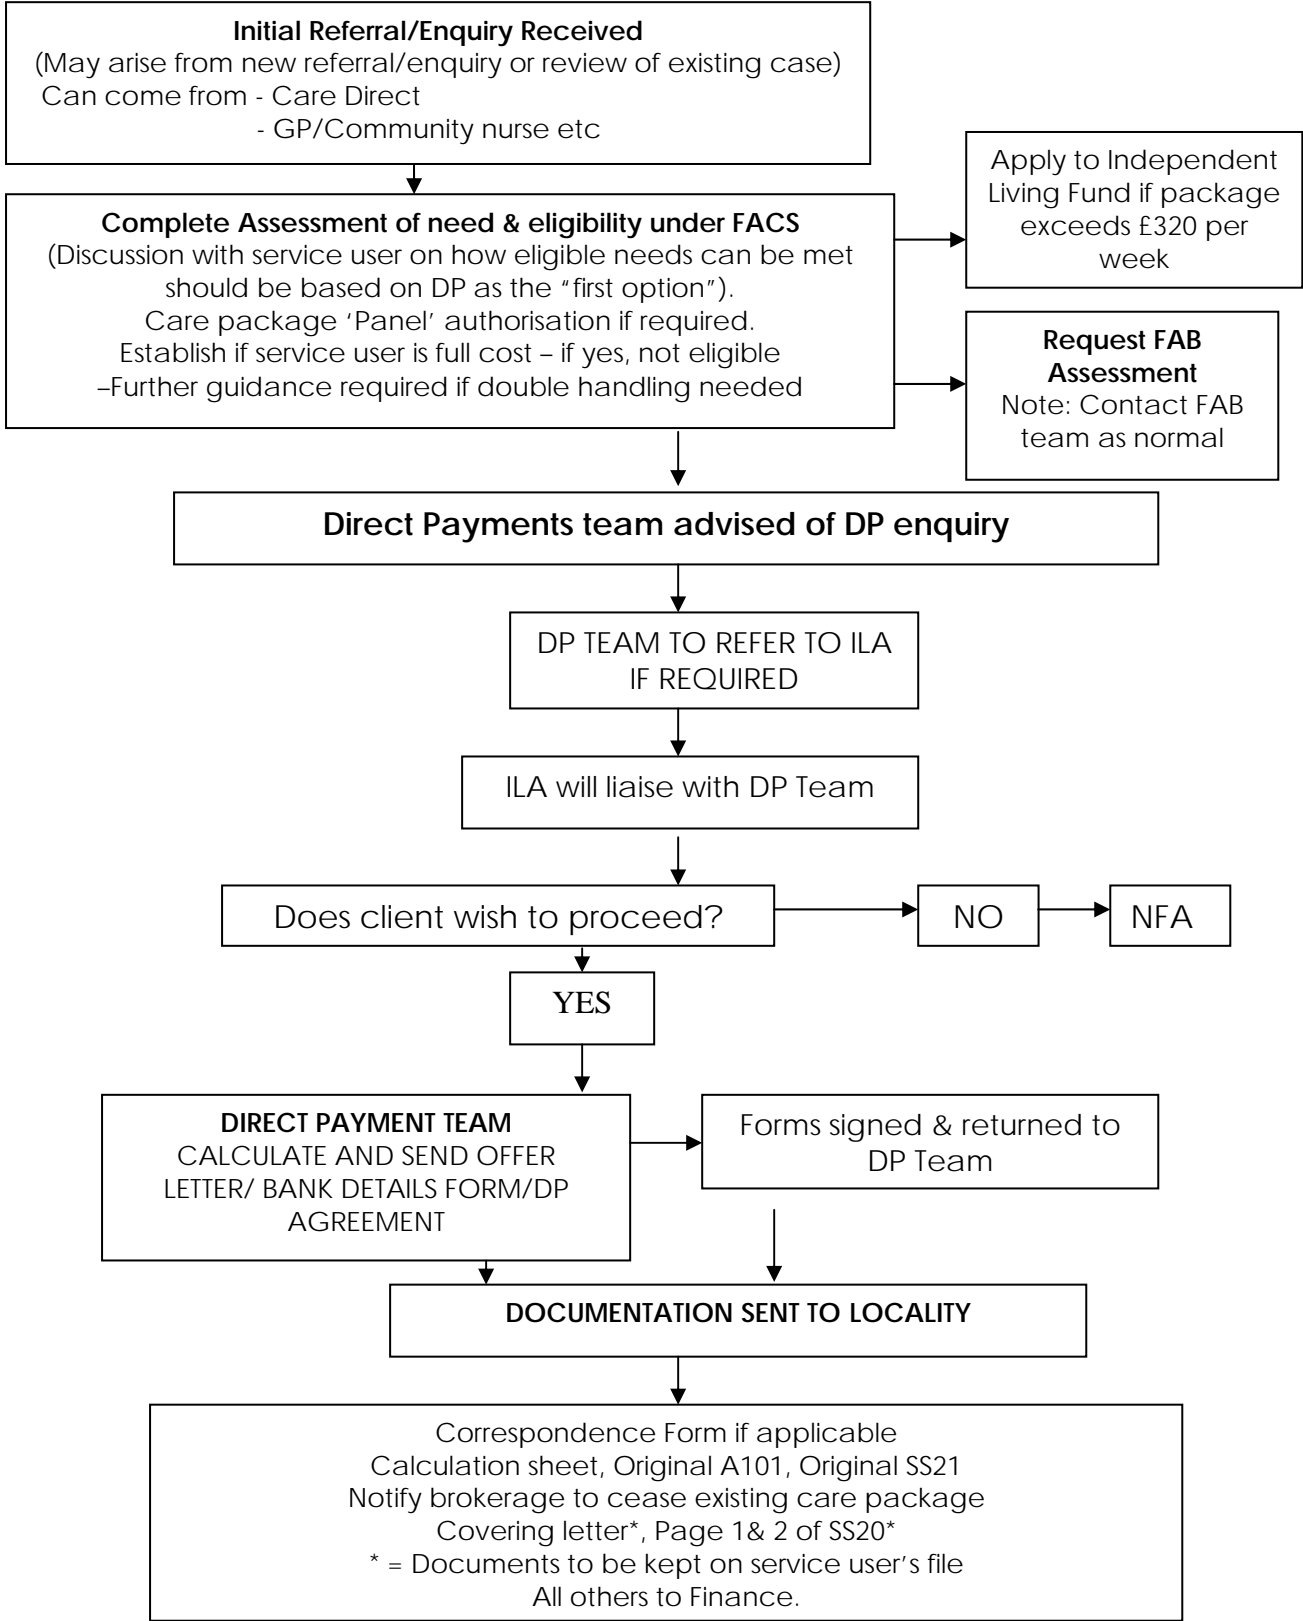 Initial Referral/Enquiry Received
(May arise from new referral/enquiry or review of existing case)
Can come from - Care Direct
- GP/Community nurse etc
Apply to Independent
Living Fund if package
exceeds £320 per
week
Complete Assessment of need & eligibility under FACS
(Discussion with service user on how eligible needs can be met
should be based on DP as the “first option”).
Care package ‘Panel’ authorisation if required.
Establish if service user is full cost – if yes, not eligible
–Further guidance required if double handling needed
Request FAB
Assessment
Note: Contact FAB
team as normal
Direct Payments team advised of DP enquiry
DP TEAM TO REFER TO ILA
IF REQUIRED
ILA will liaise with DP Team
Does client wish to proceed?
NO
NFA
YES
DIRECT PAYMENT TEAM
CALCULATE AND SEND OFFER
LETTER/ BANK DETAILS FORM/DP
AGREEMENT
Forms signed & returned to
DP Team
DOCUMENTATION SENT TO LOCALITY
Correspondence Form if applicable
Calculation sheet, Original A101, Original SS21
Notify brokerage to cease existing care package
Covering letter*, Page 1& 2 of SS20*
* = Documents to be kept on service user’s file
All others to Finance.